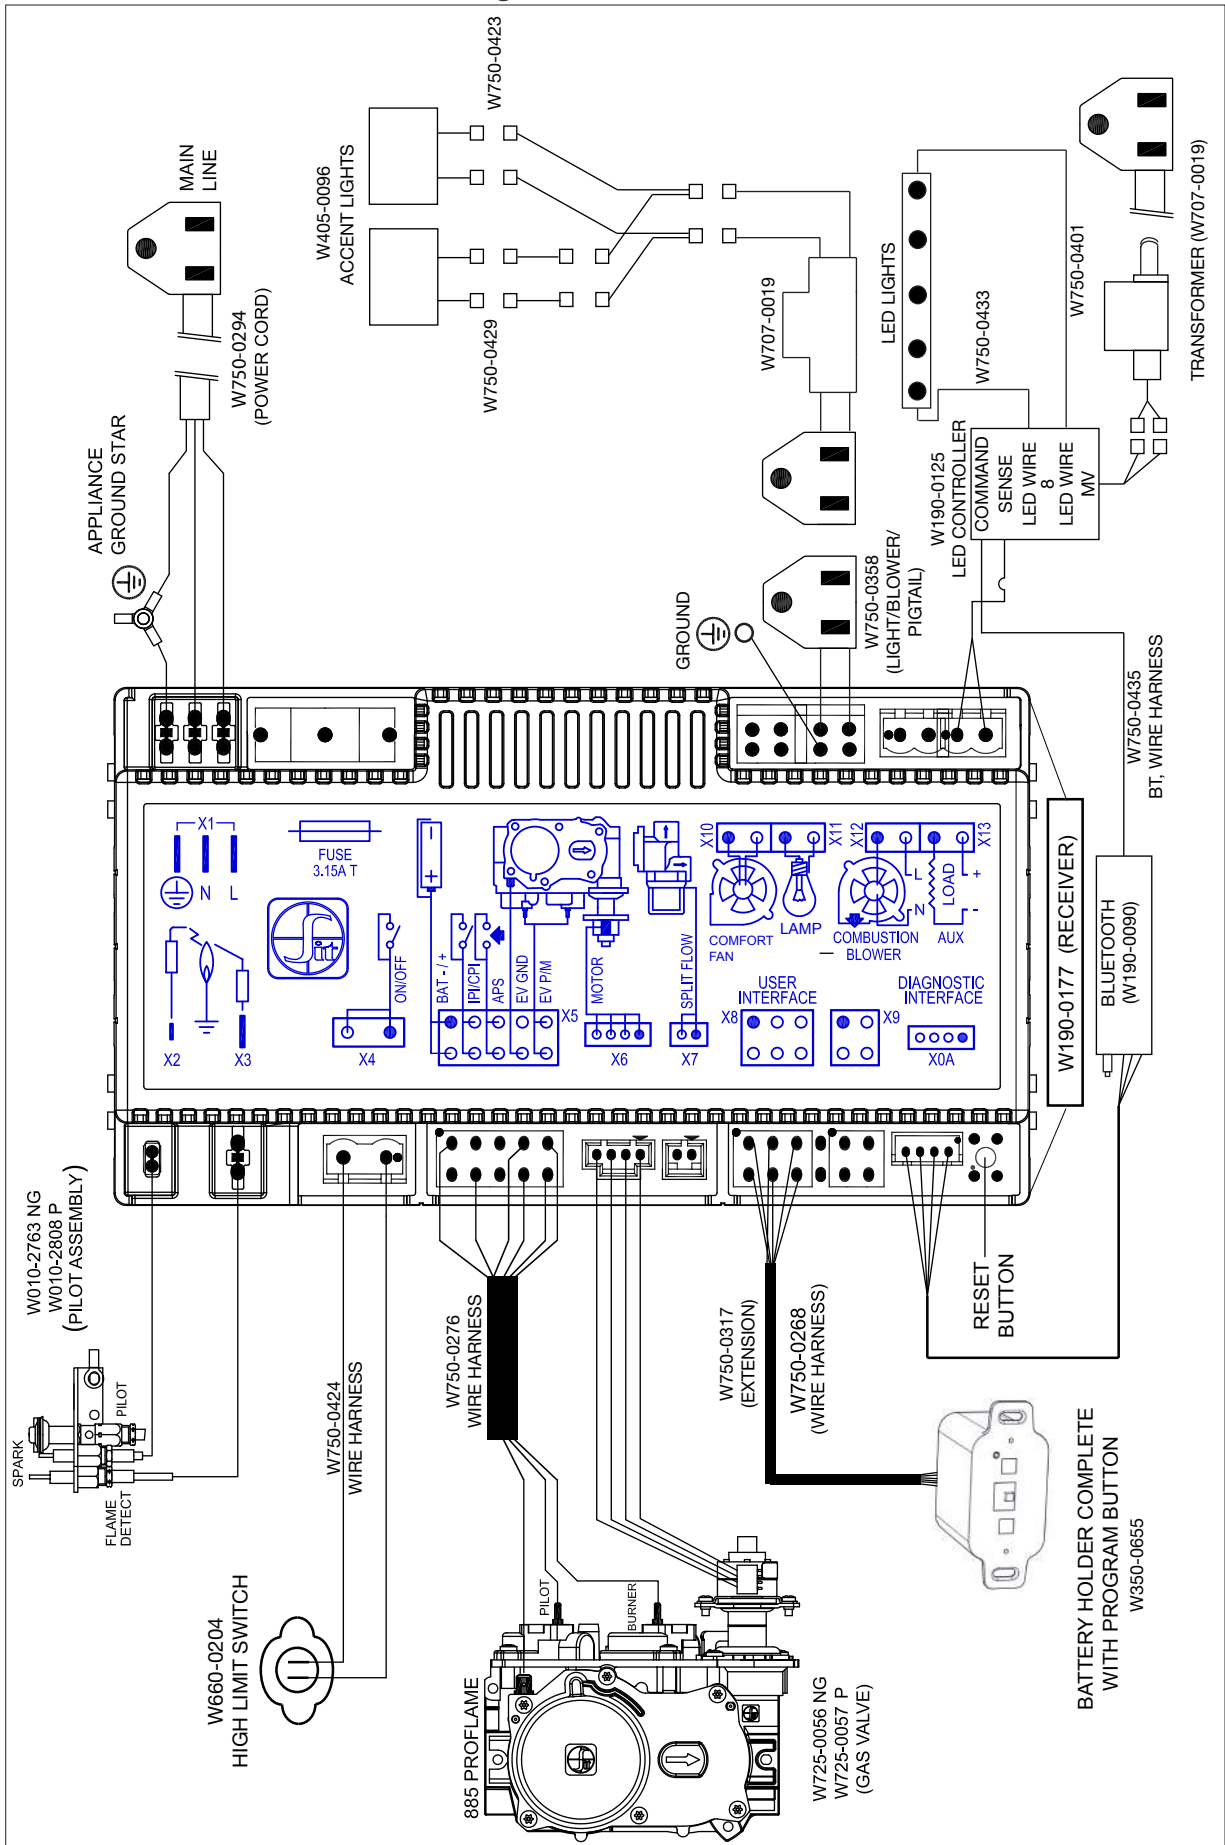 W010-2763 NG
W010-2808 P
(PILOT ASSEMBLY)
SPARK
PILOT
FLAME
DETECT
W660-0204
HIGH LIMIT SWITCH
W750-0424
WIRE HARNESS
885 PROFLAME
PILOT
BURNER
W725-0056 NG
W725-0057 P
(GAS VALVE)
W750-0276
WIRE HARNESS
W750-0317
(EXTENSION)
W750-0268
(WIRE HARNESS)
BATTERY HOLDER COMPLETE
WITH PROGRAM BUTTON
W350-0655
RESET
BUTTON
X2
X3
X4
ON/OFF
BAT -/+
IPI/CPI
APS
EV GND
EV P/M
X5
MOTOR
X6
SPLIT FLOW
X7
USER
INTERFACE
X8
X9
DIAGNOSTIC
INTERFACE
X0A
X1
N
L
FUSE
3.15A T
Sit
COMFORT
FAN
LAMP
COMBUSTION
BLOWER
AUX
X10
X11
X12
X13
L
N
LOAD
+
-
W190-0177 (RECEIVER)
BLUETOOTH
(W190-0090)
W750-0435
BT, WIRE HARNESS
APPLIANCE
GROUND STAR
MAIN
LINE
W750-0294
(POWER CORD)
W405-0096
ACCENT LIGHTS
W750-0423
W750-0429
W707-0019
GROUND
W750-0358
(LIGHT/BLOWER/
PIGTAIL)
LED LIGHTS
W750-0433
W750-0401
W190-0125
LED CONTROLLER
COMMAND
SENSE
LED WIRE
8
LED WIRE
MV
TRANSFORMER (W707-0019)